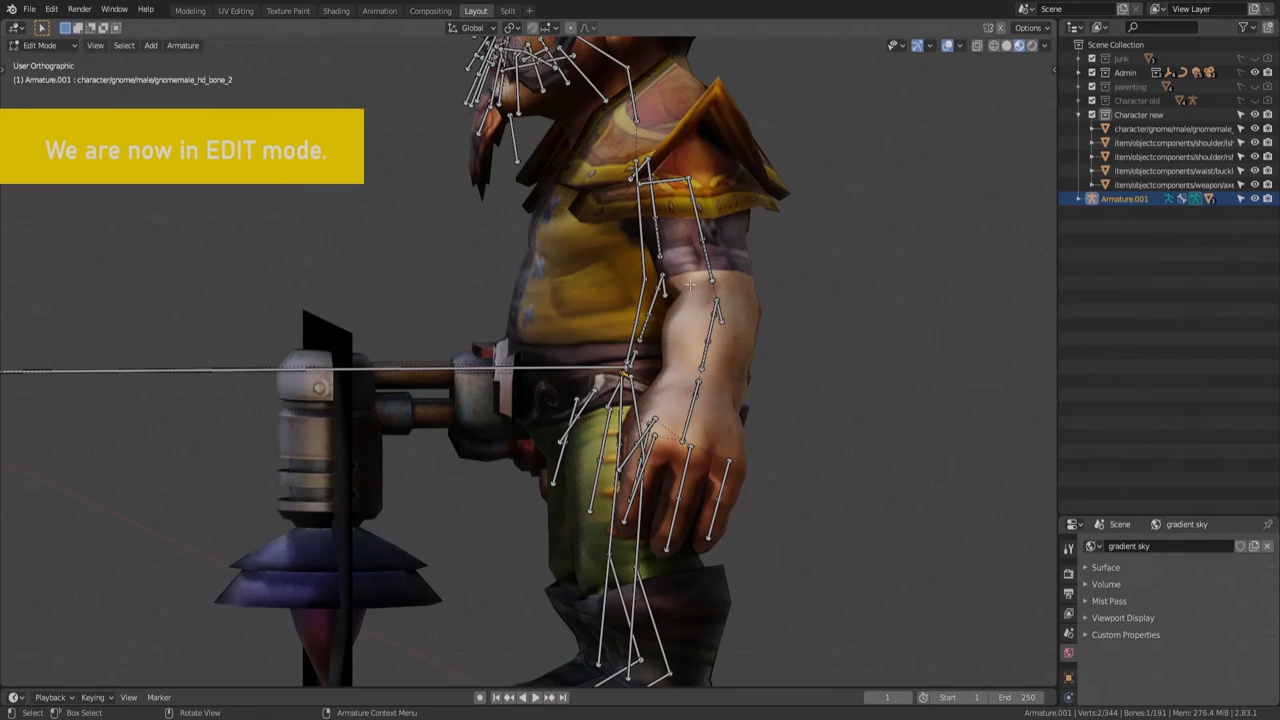 File Edit Render Window Help
Modeling UV Editing Texture Paint Shading Animation Compositing Layout Split
Scene View Layer
Global Options
Edit Mode View Select Add Armature
User Orthographic
(1) Armature.001 : character/gnome/male/gnomemale_hd_bone_2
We are now in EDIT mode.
Scene Collection
Junk
Admin
parenting
Character old
Character new
character/gnome/male/gnomemale_
item/objectcomponents/shoulder/lsh
item/objectcomponents/shoulder/rsh
item/objectcomponents/waist/buckl
item/objectcomponents/weapon/axe
Armature.001
Scene gradient sky
gradient sky
Surface
Volume
Mist Pass
Viewport Display
Custom Properties
Playback Keying View Marker 1 Start 1 End 250
Select Box Select Rotate View Armature Context Menu Armature.001 | Verts:2/344 | Bones:1/191 | Mem: 276.4 MiB | 2.83.1